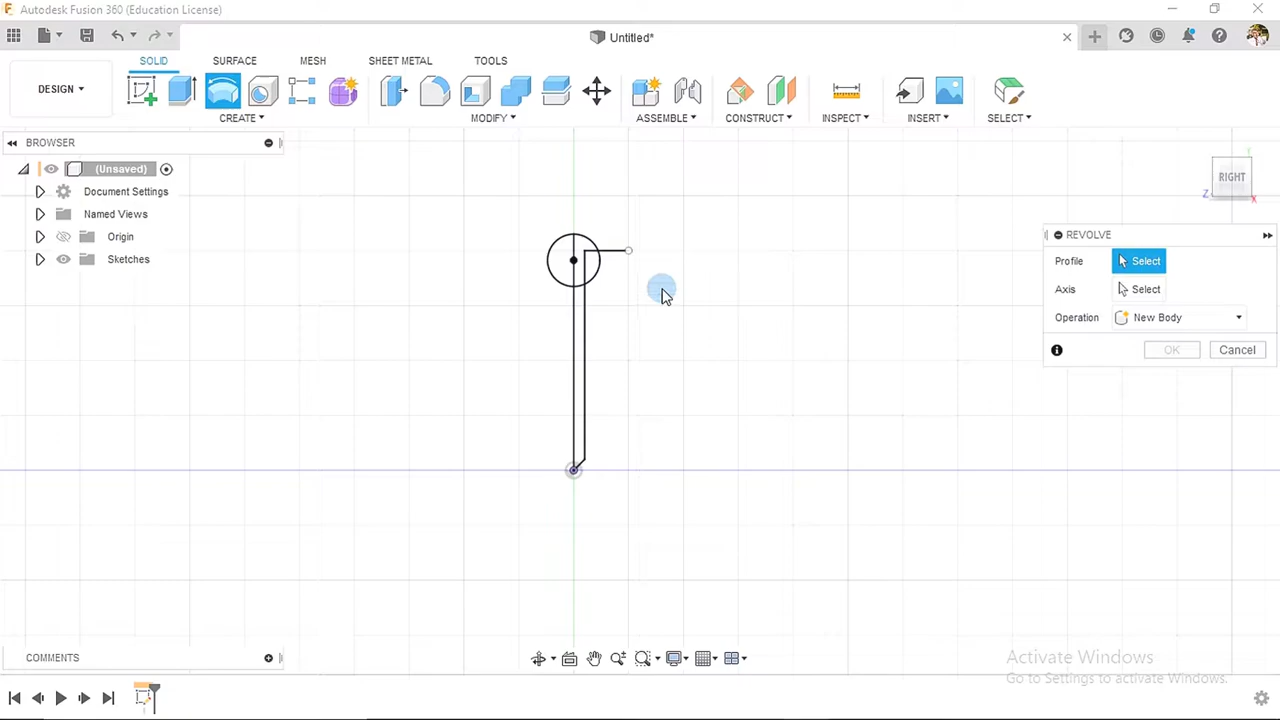 Autodesk Fusion 360 (Education License)
Untitled*
DESIGN
SOLID
SURFACE
MESH
SHEET METAL
TOOLS
CREATE
MODIFY
ASSEMBLE
CONSTRUCT
INSPECT
INSERT
SELECT
BROWSER
(Unsaved)
Document Settings
Named Views
Origin
Sketches
Y
RIGHT
Z
X
REVOLVE
Profile Select
Axis Select
Operation New Body
OK Cancel
COMMENTS
Activate Windows
Go to Settings to activate Windows.